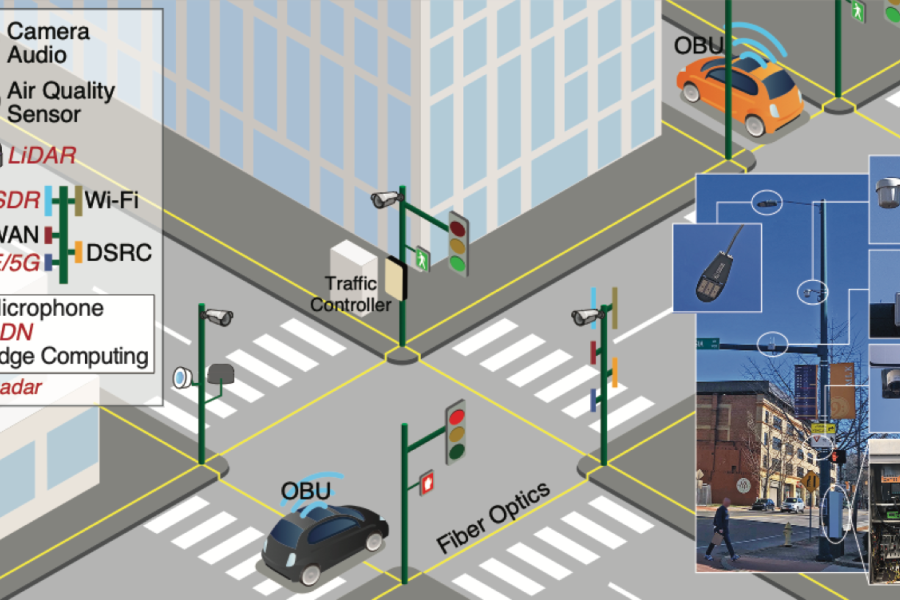 Camera
Audio
Air Quality
Sensor
LiDAR
SDR
Wi-Fi
WAN
DSRC
E/5G
icrophone
DN
dge Computing
adar
OBU
Traffic
Controller
OBU
Fiber Optics